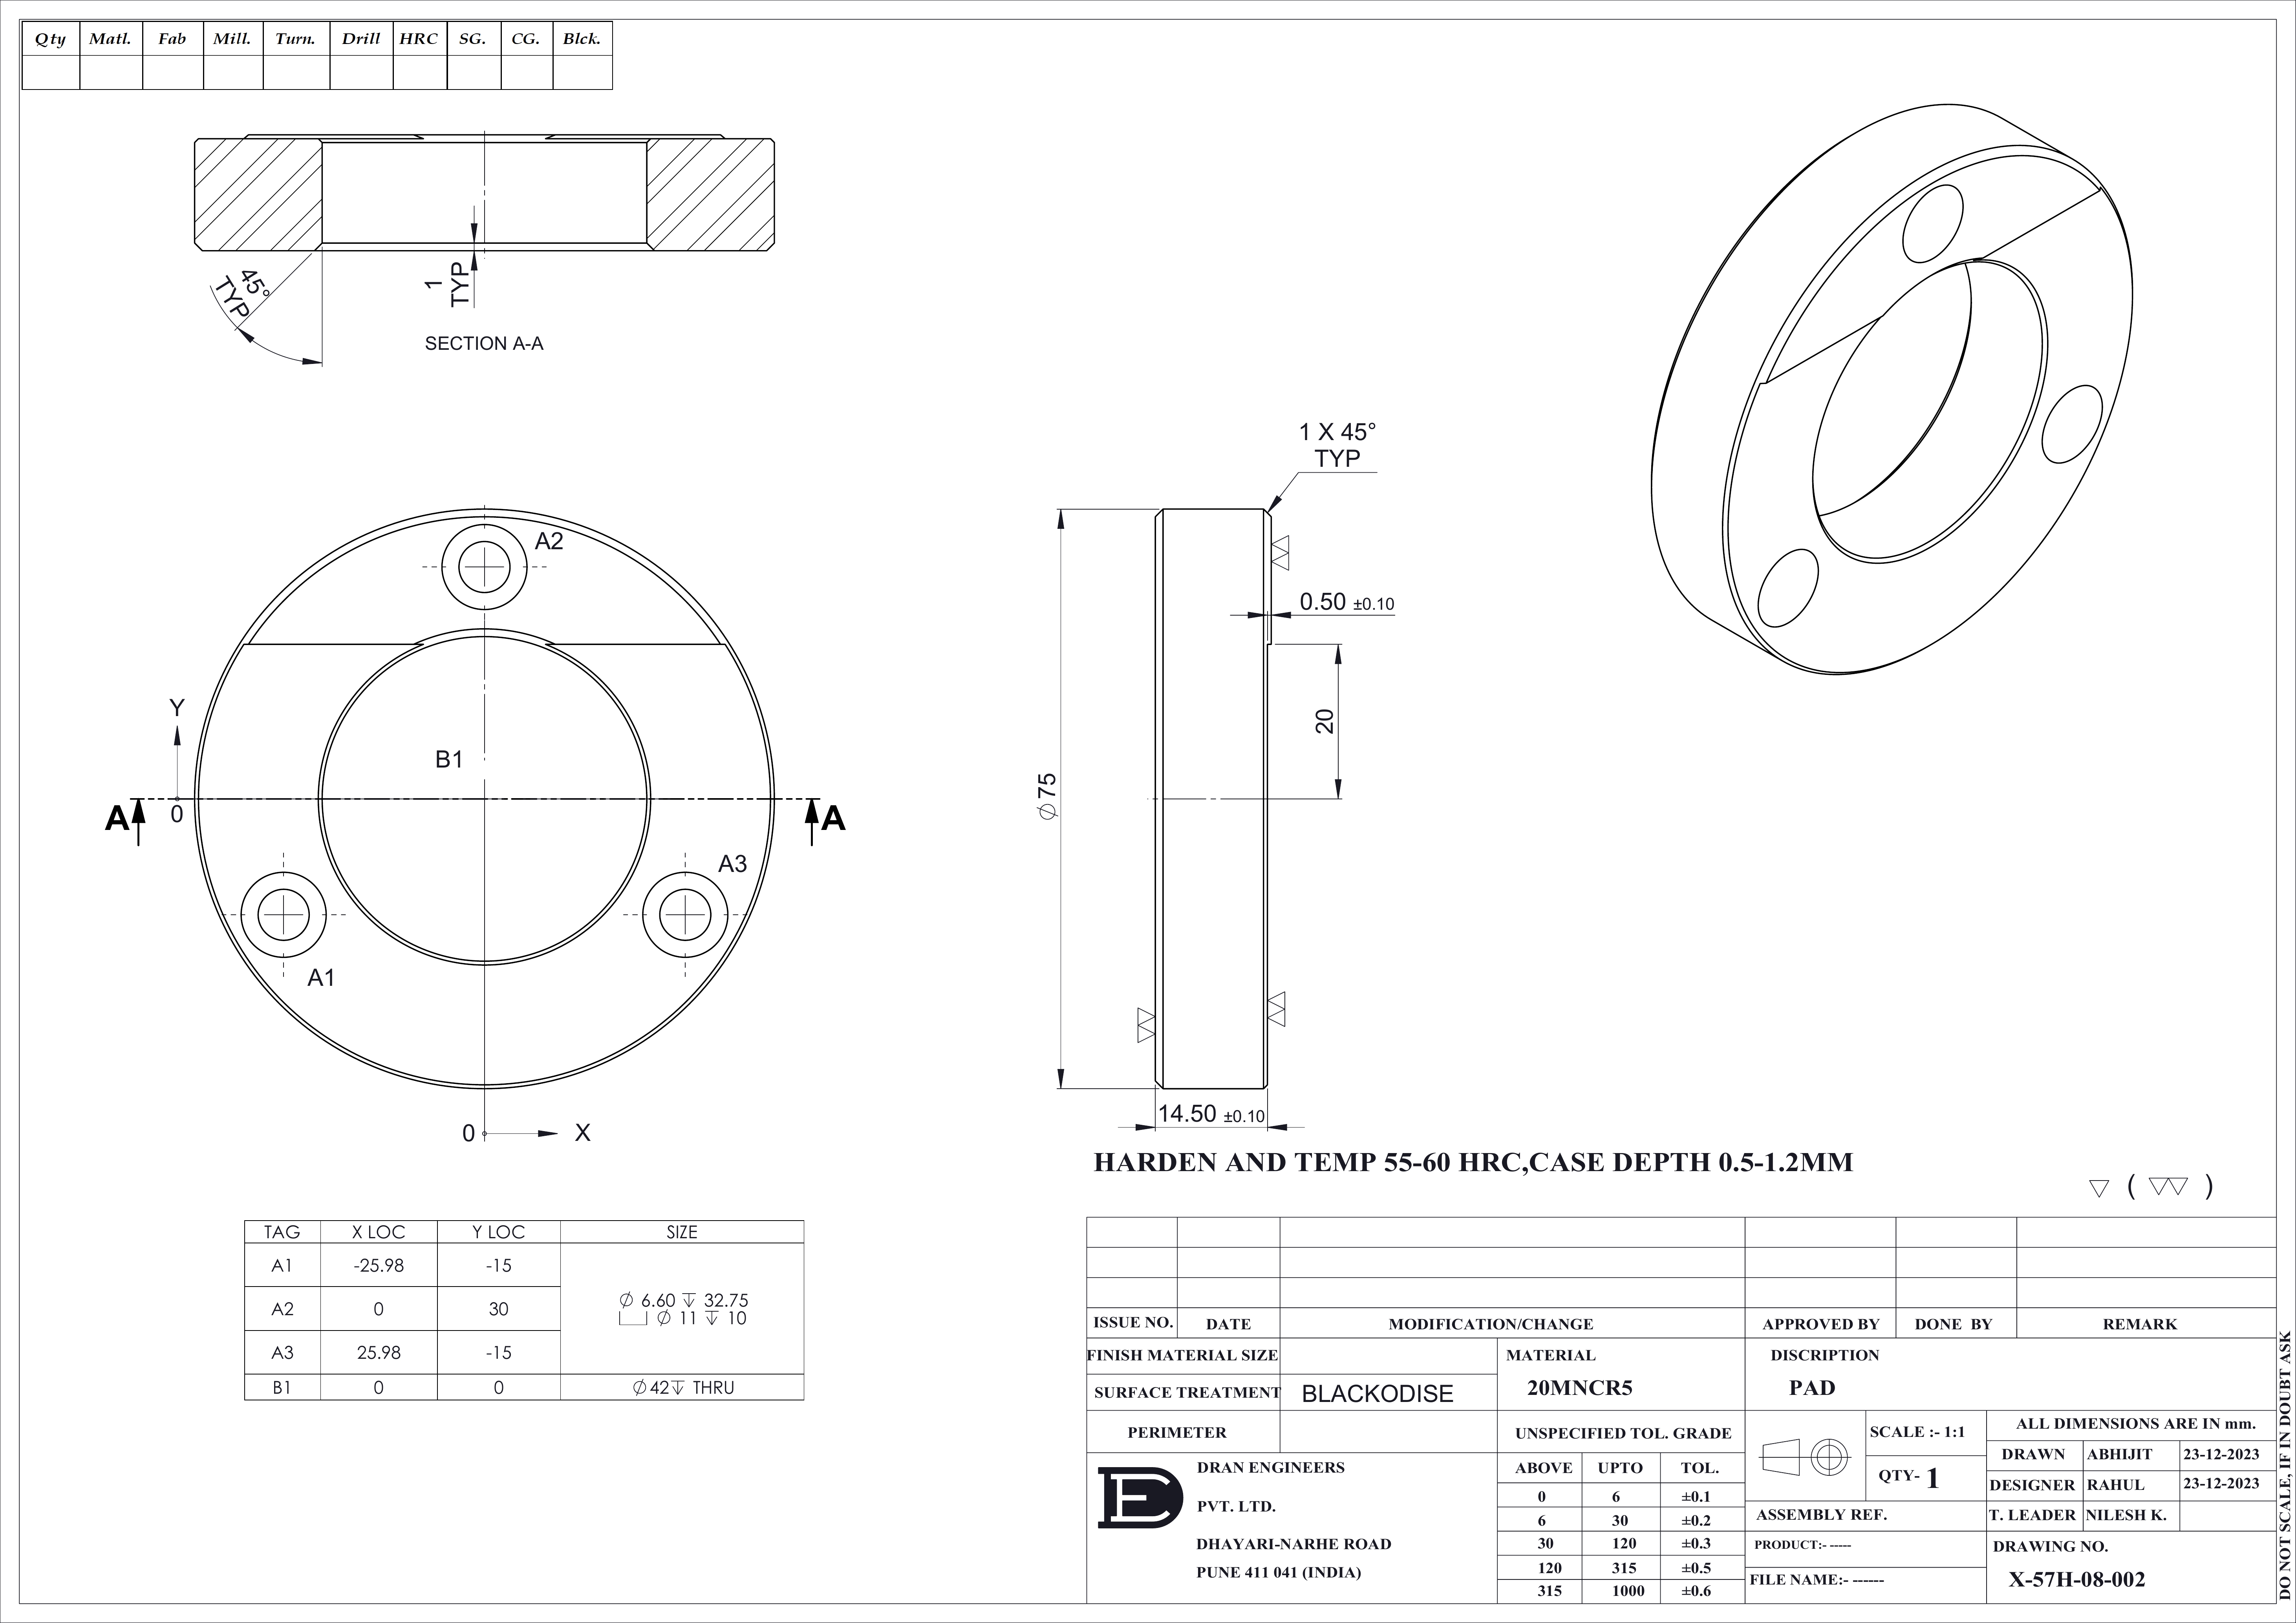 Qty Matl. Fab Mill. Turn. Drill HRC SG. CG. Blck.
45°
TYP
1
TYP
SECTION A-A
1 X 45°
TYP
0.50 ±0.10
20
⌀75
14.50 ±0.10
A2
Y
B1
A 0 A
A3
A1
0 X
HARDEN AND TEMP 55-60 HRC,CASE DEPTH 0.5-1.2MM
( )
TAG X LOC Y LOC SIZE
A1 -25.98 -15
A2 0 30
⌀ 6.60 ↧ 32.75
⌴ ⌀ 11 ↧ 10
A3 25.98 -15
B1 0 0 ⌀42↧ THRU
ISSUE NO. DATE MODIFICATION/CHANGE APPROVED BY DONE BY REMARK
FINISH MATERIAL SIZE
SURFACE TREATMENT BLACKODISE
PERIMETER
MATERIAL
20MNCR5
DISCRIPTION
PAD
UNSPECIFIED TOL. GRADE
ABOVE UPTO TOL.
0 6 ±0.1
6 30 ±0.2
30 120 ±0.3
120 315 ±0.5
315 1000 ±0.6
DE
DRAN ENGINEERS
PVT. LTD.
DHAYARI-NARHE ROAD
PUNE 411 041 (INDIA)
SCALE :- 1:1
QTY- 1
ALL DIMENSIONS ARE IN mm.
DRAWN ABHIJIT 23-12-2023
DESIGNER RAHUL 23-12-2023
T. LEADER NILESH K.
ASSEMBLY REF.
PRODUCT:- -----
FILE NAME:- ------
DRAWING NO.
X-57H-08-002
DO NOT SCALE, IF IN DOUBT ASK